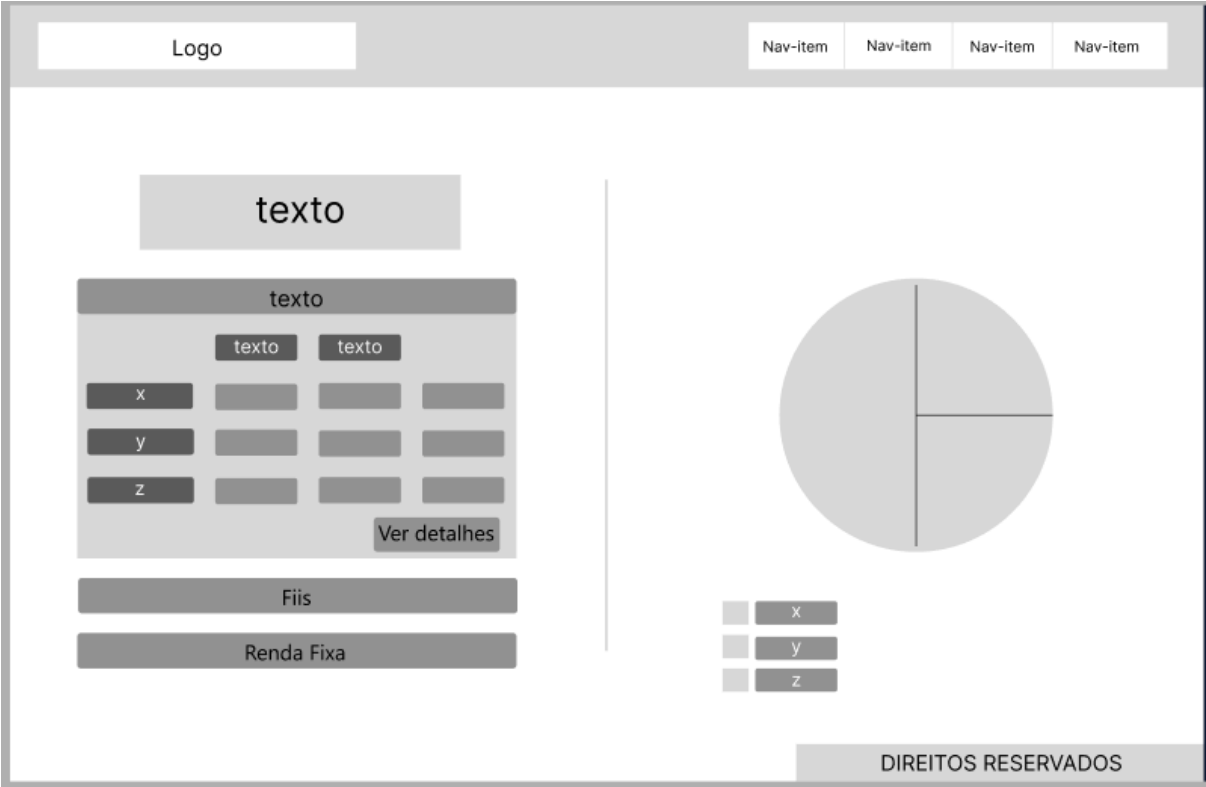 Logo
Nav-item Nav-item Nav-item Nav-item
texto
texto
texto texto
x
y
z
Ver detalhes
Fiis
Renda Fixa
x
y
z
DIREITOS RESERVADOS